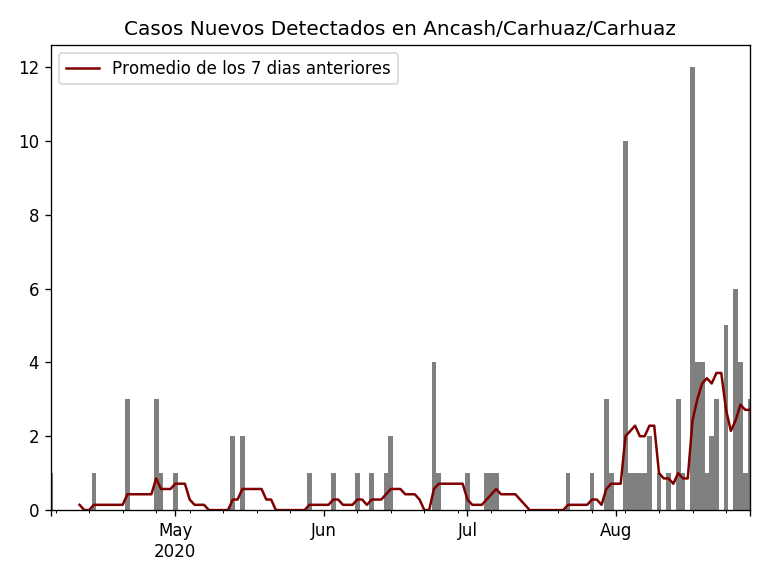 Casos Nuevos Detectados en Ancash/Carhuaz/Carhuaz
Promedio de los 7 dias anteriores
12
10
8
6
4
2
0
May
2020
Jun
Jul
Aug